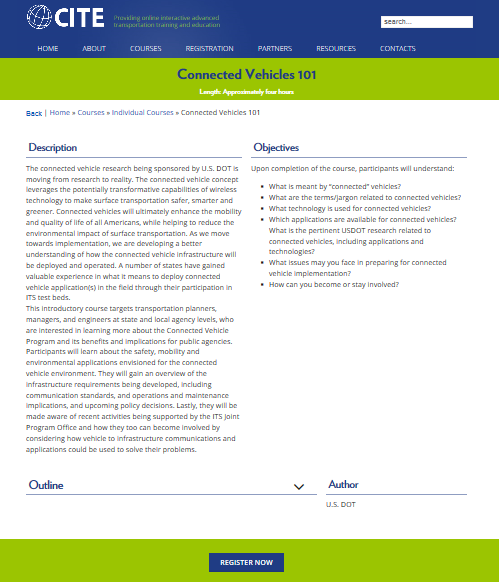 CITE
Providing online interactive advanced
transportation training and education
search...
HOME ABOUT COURSES REGISTRATION PARTNERS RESOURCES CONTACTS
Connected Vehicles 101
Length: Approximately four hours
Back | Home » Courses » Individual Courses » Connected Vehicles 101
Description
The connected vehicle research being sponsored by U.S. DOT is
moving from research to reality. The connected vehicle concept
leverages the potentially transformative capabilities of wireless
technology to make surface transportation safer, smarter and
greener. Connected vehicles will ultimately enhance the mobility
and quality of life of all Americans, while helping to reduce the
environmental impact of surface transportation. As we move
towards implementation, we are developing a better
understanding of how the connected vehicle infrastructure will
be deployed and operated. A number of states have gained
valuable experience in what it means to deploy connected
vehicle application(s) in the field through their participation in
ITS test beds.
This introductory course targets transportation planners,
managers, and engineers at state and local agency levels, who
are interested in learning more about the Connected Vehicle
Program and its benefits and implications for public agencies.
Participants will learn about the safety, mobility and
environmental applications envisioned for the connected
vehicle environment. They will gain an overview of the
infrastructure requirements being developed, including
communication standards, and operations and maintenance
implications, and upcoming policy decisions. Lastly, they will be
made aware of recent activities being supported by the ITS Joint
Program Office and how they too can become involved by
considering how vehicle to infrastructure communications and
applications could be used to solve their problems.
Objectives
Upon completion of the course, participants will understand:
• What is meant by "connected" vehicles?
• What are the terms/jargon related to connected vehicles?
• What technology is used for connected vehicles?
• Which applications are available for connected vehicles?
What is the pertinent USDOT research related to
connected vehicles, including applications and
technologies?
• What issues may you face in preparing for connected
vehicle implementation?
• How can you become or stay involved?
Outline
Author
U.S. DOT
REGISTER NOW